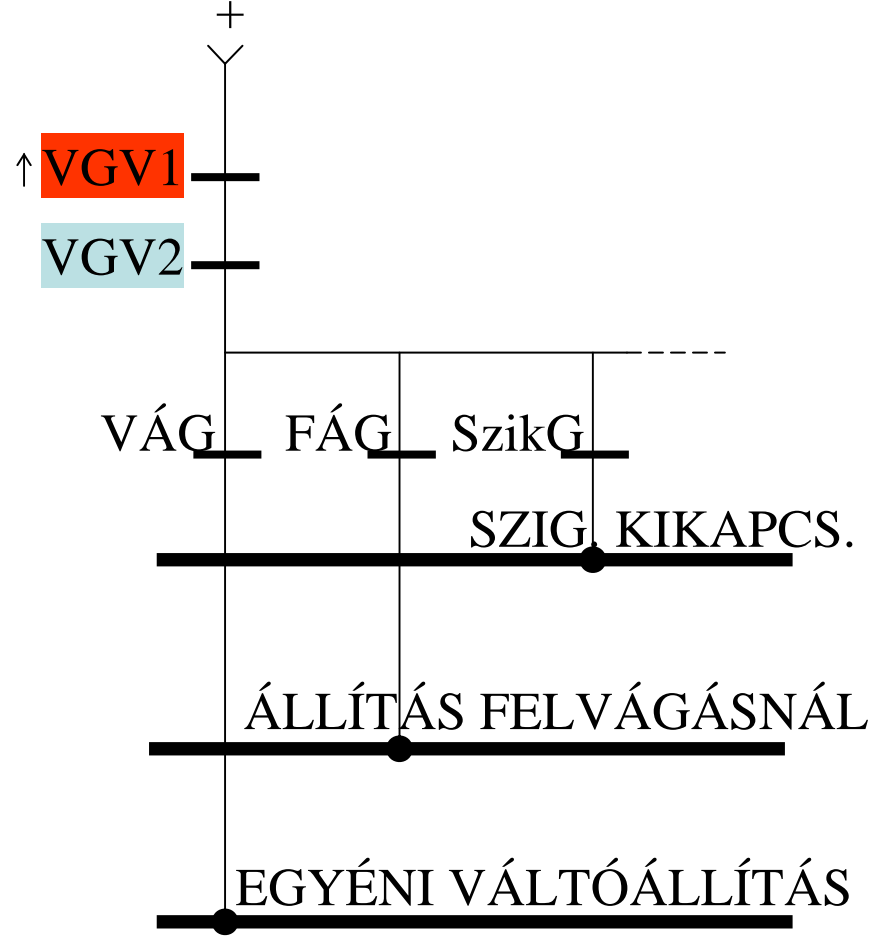 +
↑ VGV1
VGV2
VÁG FÁG SzikG
SZIG. KIKAPCS.
ÁLLÍTÁS FELVÁGÁSNÁL
EGYÉNI VÁLTÓÁLLÍTÁS